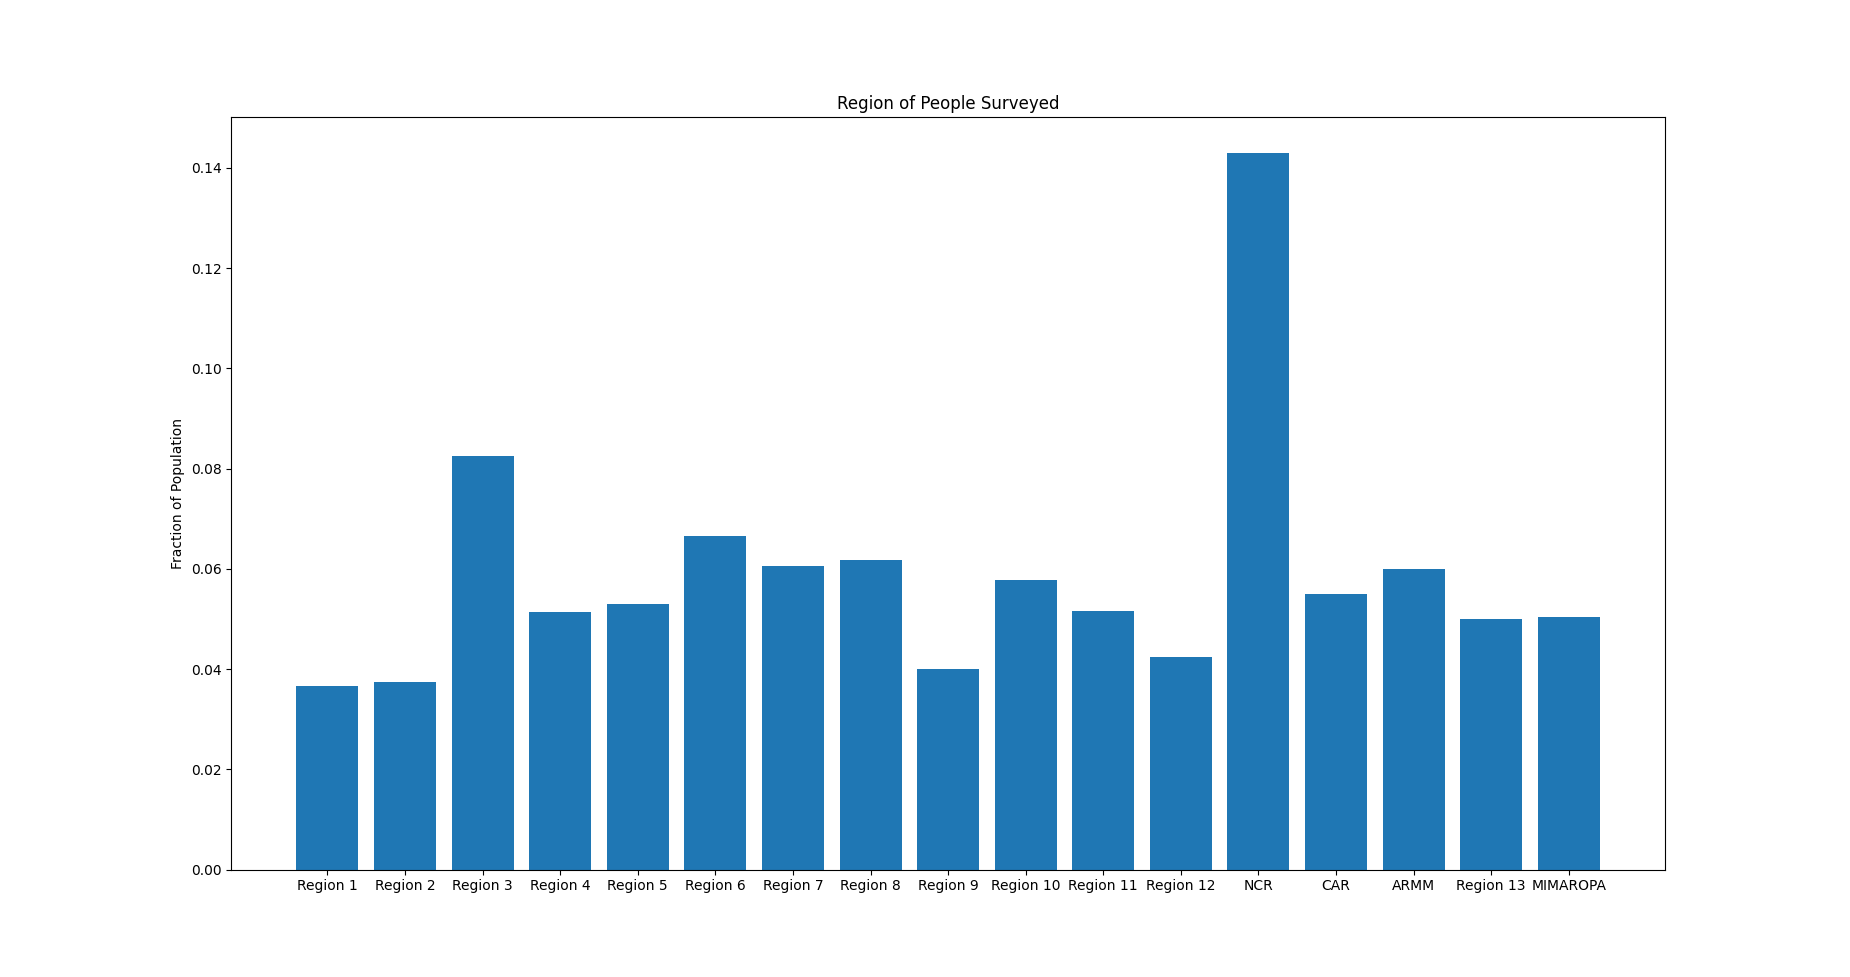 Region of People Surveyed
Fraction of Population
0.14
0.12
0.10
0.08
0.06
0.04
0.02
0.00
Region 1 Region 2 Region 3 Region 4 Region 5 Region 6 Region 7 Region 8 Region 9 Region 10 Region 11 Region 12 NCR CAR ARMM Region 13 MIMAROPA